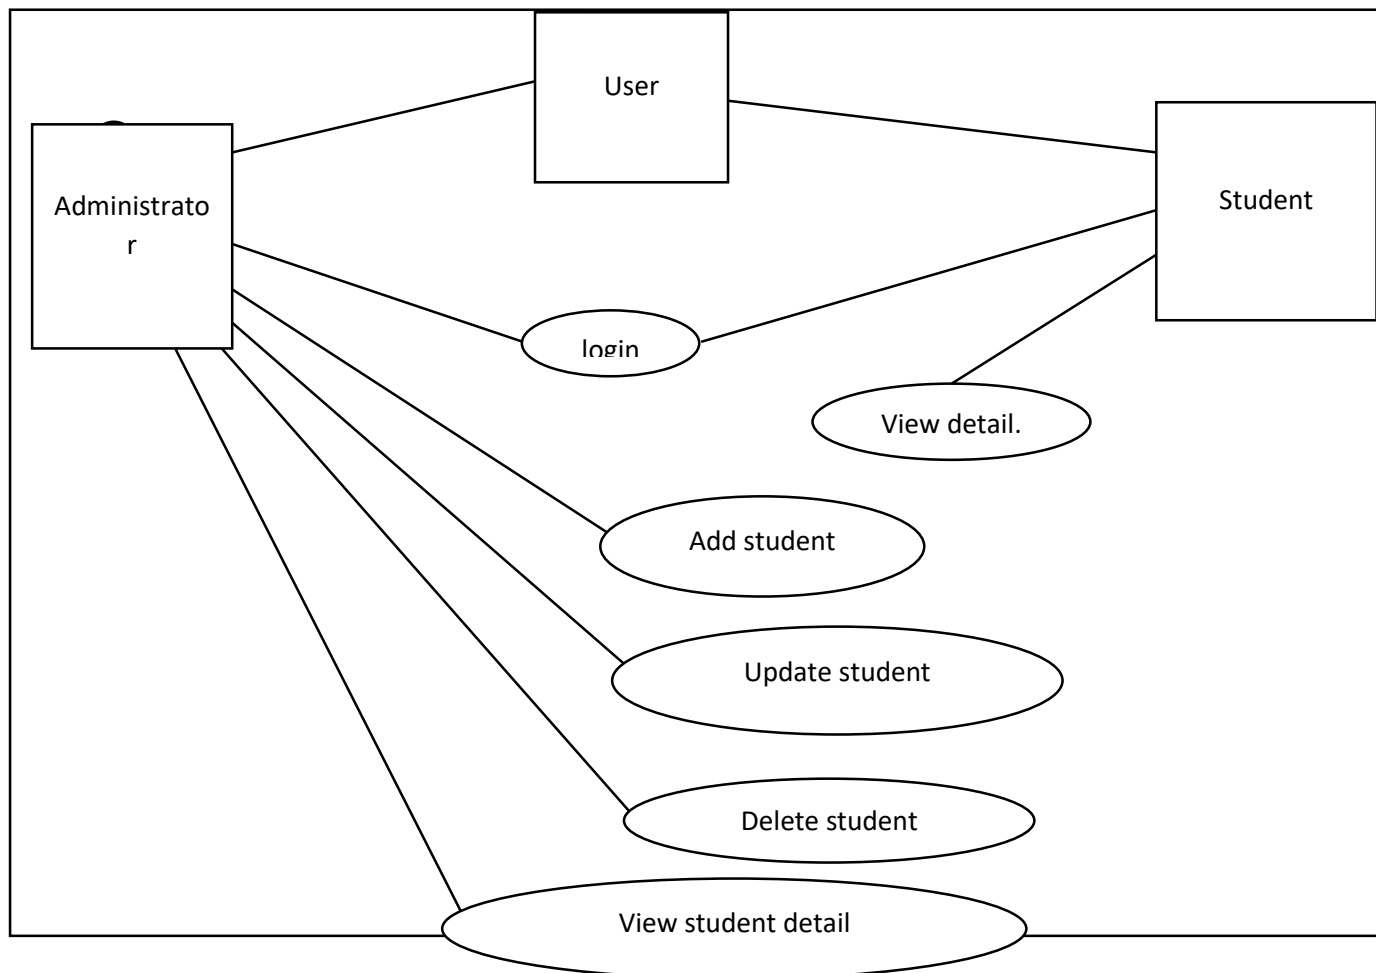 User
Administrato
r
Student
login
View detail.
Add student
Update student
Delete student
View student detail